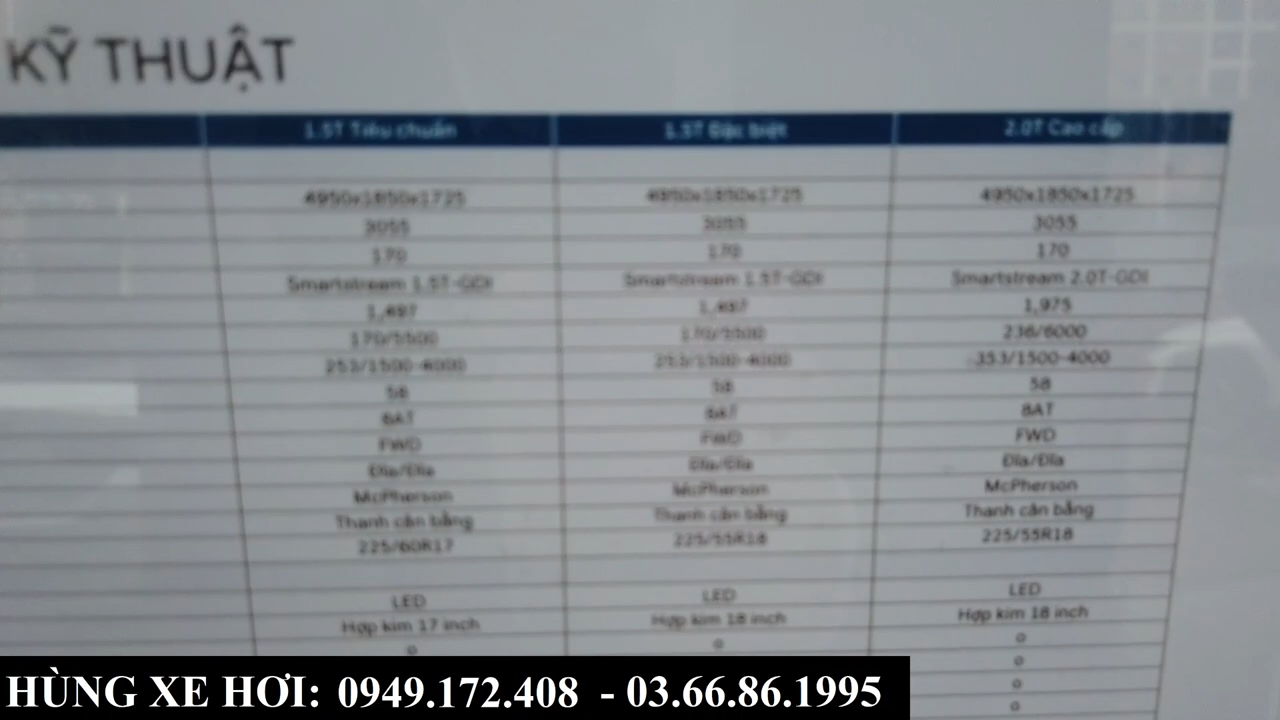 KỸ THUẬT
1.5T Tiêu chuẩn 1.5T Đặc biệt 2.0T Cao cấp
4950x1850x1725 4950x1850x1725 4950x1850x1725
3055 3055 3055
170 170 170
Smartstream 1.5T-GDI Smartstream 1.5T-GDI Smartstream 2.0T-GDI
1,497 1,497 1,975
170/5500 170/5500 236/6000
253/1500-4000 253/1500-4000 353/1500-4000
58 58 58
8AT 8AT 8AT
FWD FWD FWD
Đĩa/Đĩa Đĩa/Đĩa Đĩa/Đĩa
McPherson McPherson McPherson
Thanh cân bằng Thanh cân bằng Thanh cân bằng
225/60R17 225/55R18 225/55R18
LED LED LED
Hợp kim 17 inch Hợp kim 18 inch Hợp kim 18 inch
o o o
o
o
o
HÙNG XE HƠI: 0949.172.408 - 03.66.86.1995